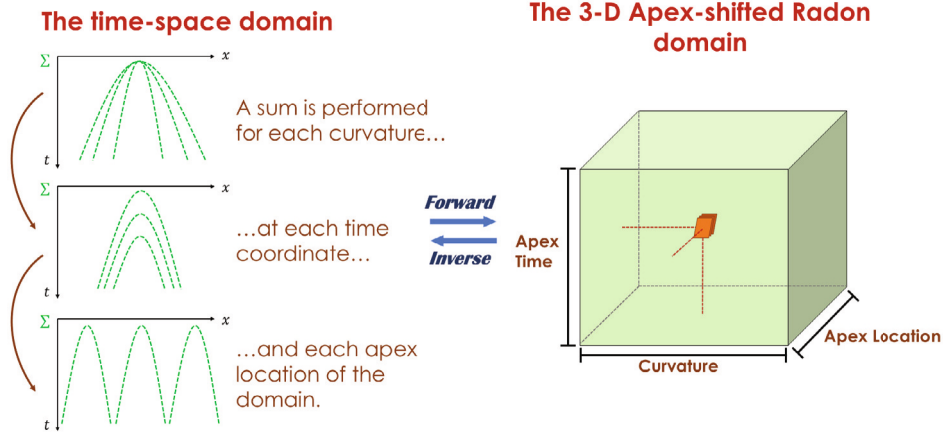 The time-space domain
Σ
x
t
A sum is performed
for each curvature…
Σ
x
t
…at each time
coordinate…
Σ
x
t
…and each apex
location of the
domain.
Forward
Inverse
The 3-D Apex-shifted Radon
domain
Apex
Time
Curvature
Apex Location